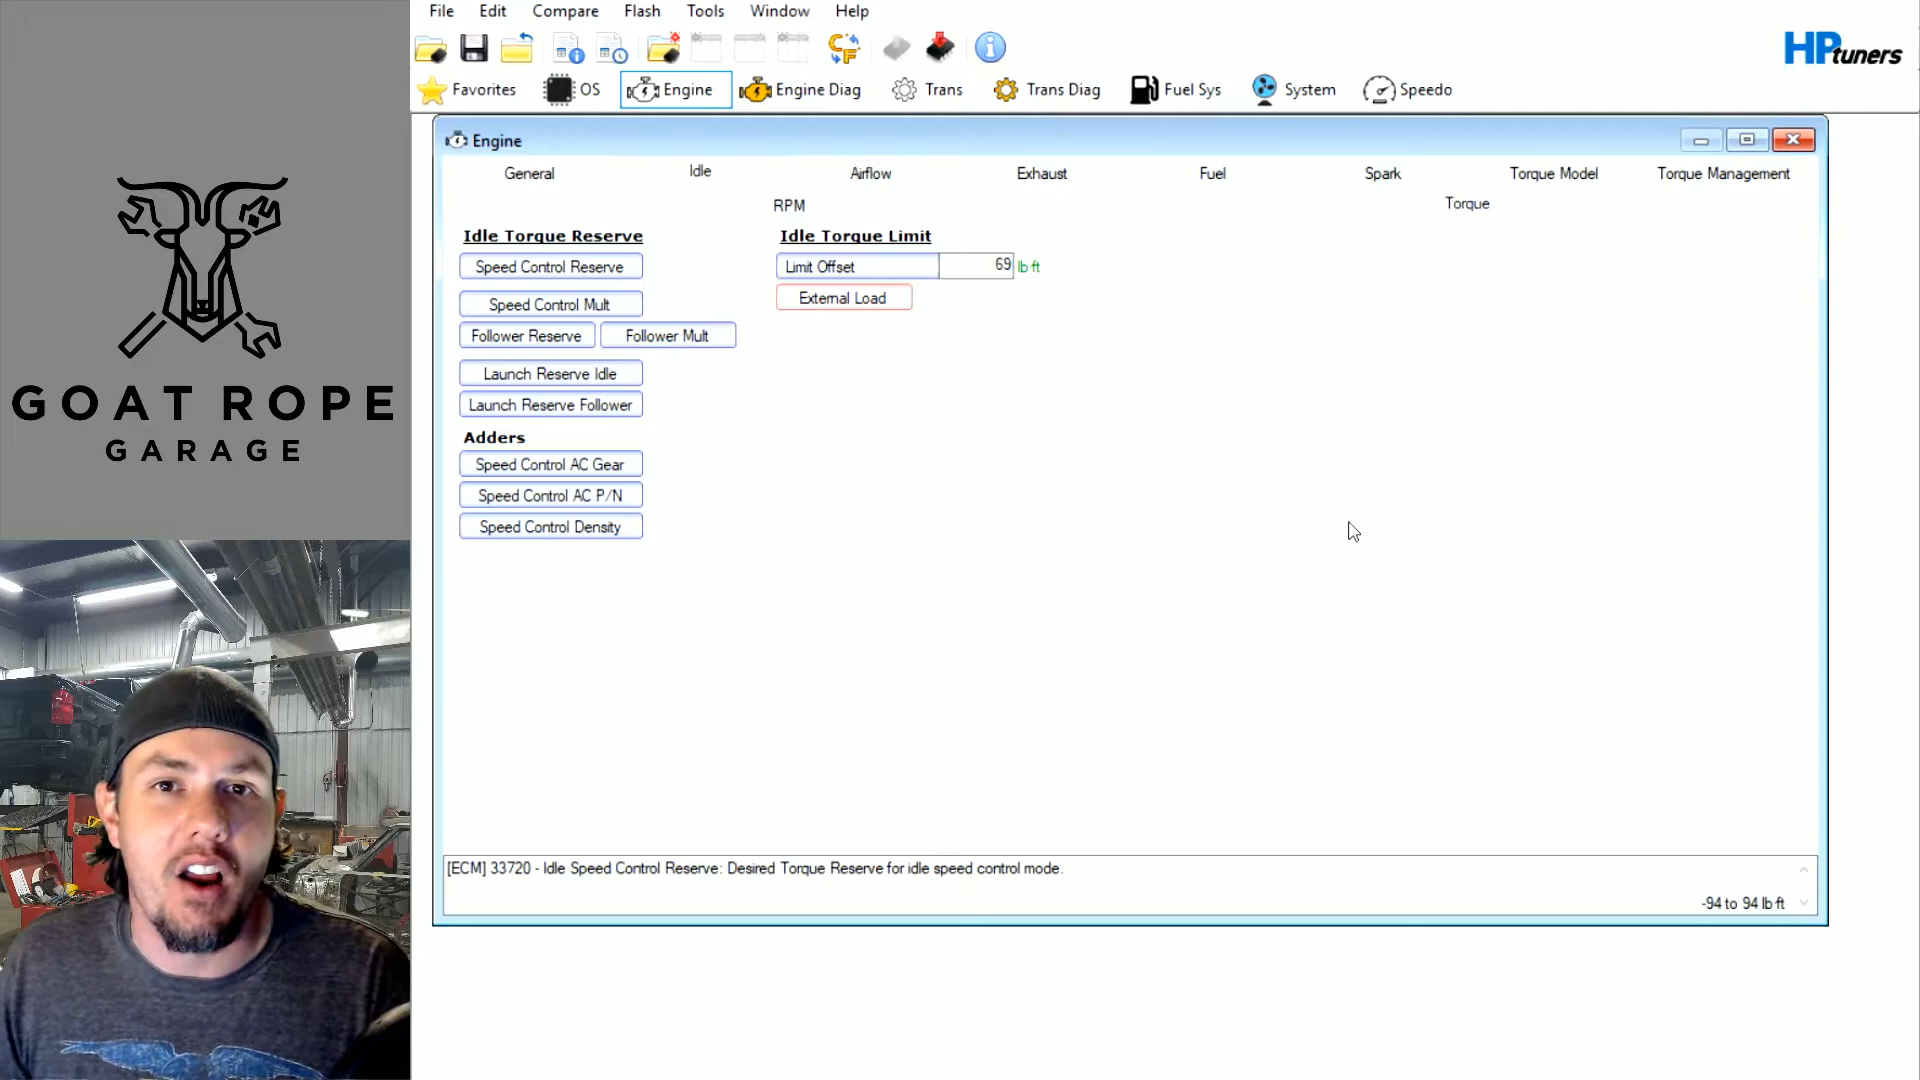 File Edit Compare Flash Tools Window Help
HPtuners
Favorites OS Engine Engine Diag Trans Trans Diag Fuel Sys System Speedo
Engine
General Idle Airflow Exhaust Fuel Spark Torque Model Torque Management
RPM Torque
Idle Torque Reserve Idle Torque Limit
Speed Control Reserve Limit Offset 69 lb ft
External Load
Speed Control Mult
Follower Reserve Follower Mult
Launch Reserve Idle
Launch Reserve Follower
Adders
Speed Control AC Gear
Speed Control AC P/N
Speed Control Density
[ECM] 33720 - Idle Speed Control Reserve: Desired Torque Reserve for idle speed control mode.
-94 to 94 lb ft
GOAT ROPE
GARAGE